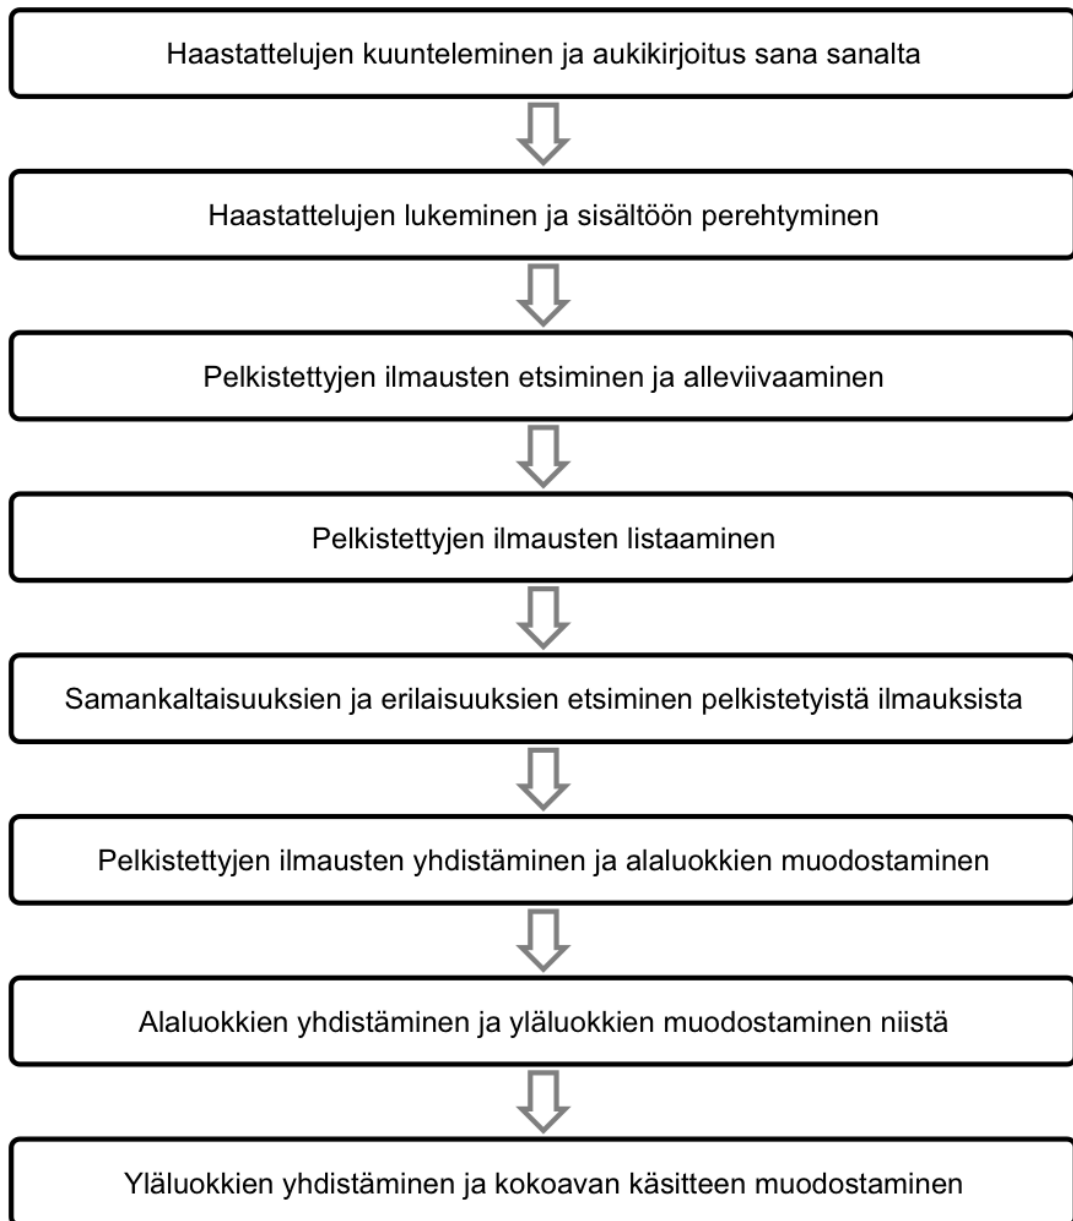 Haastattelujen kuunteleminen ja aukikirjoitus sana sanalta
Haastattelujen lukeminen ja sisältöön perehtyminen
Pelkistettyjen ilmausten etsiminen ja alleviivaaminen
Pelkistettyjen ilmausten listaaminen
Samankaltaisuuksien ja erilaisuuksien etsiminen pelkistetyistä ilmauksista
Pelkistettyjen ilmausten yhdistäminen ja alaluokkien muodostaminen
Alaluokkien yhdistäminen ja yläluokkien muodostaminen niistä
Yläluokkien yhdistäminen ja kokoavan käsitteen muodostaminen